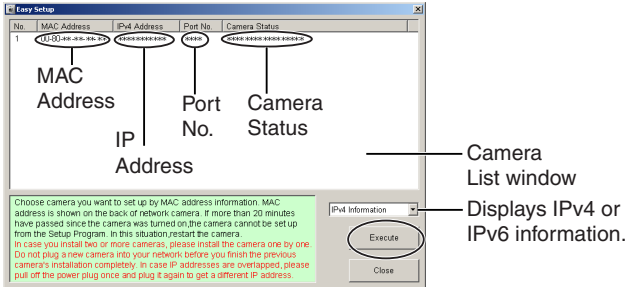 Easy Setup
No. MAC Address IPv4 Address Port No. Camera Status
1 00-80-**-**-**-** *********** **** ******************
MAC
Address
IP
Address
Port
No.
Camera
Status
Camera
List window
Choose camera you want to set up by MAC address information. MAC
address is shown on the back of network camera. If more than 20 minutes
have passed since the camera was turned on,the camera cannot be set up
from the Setup Program. In this situation,restart the camera.
In case you install two or more cameras, please install the camera one by one.
Do not plug a new camera into your network before you finish the previous
camera's installation completely. In case IP addresses are overlapped, please
pull off the power plug once and plug it again to get a different IP address.
IPv4 Information
Displays IPv4 or
IPv6 information.
Execute
Close